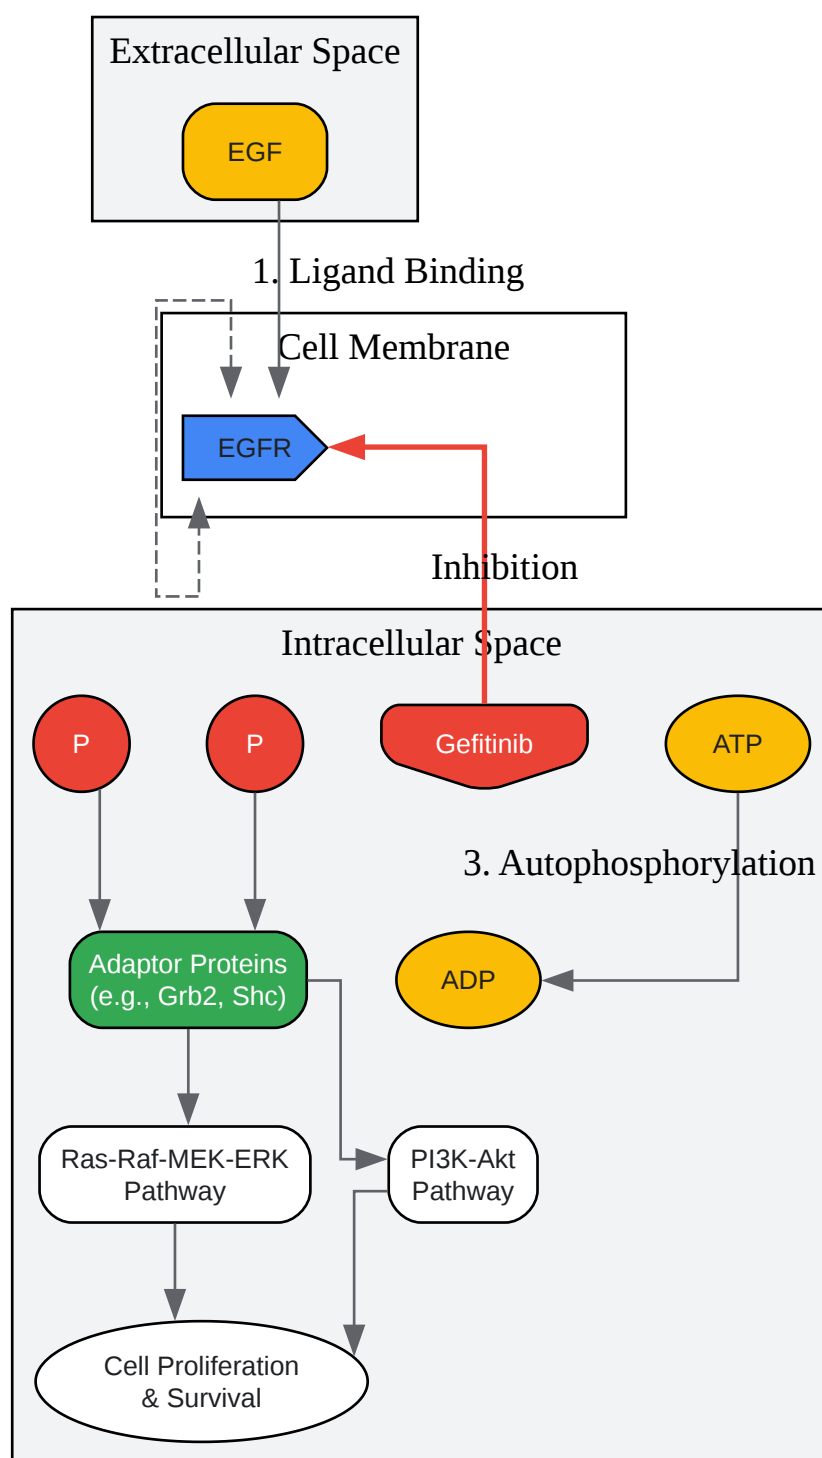 Extracellular Space
EGF
1. Ligand Binding
Cell Membrane
EGFR
Inhibition
Intracellular Space
P
P
Gefitinib
ATP
3. Autophosphorylation
Adaptor Proteins
(e.g., Grb2, Shc)
ADP
Ras-Raf-MEK-ERK
Pathway
PI3K-Akt
Pathway
Cell Proliferation
& Survival